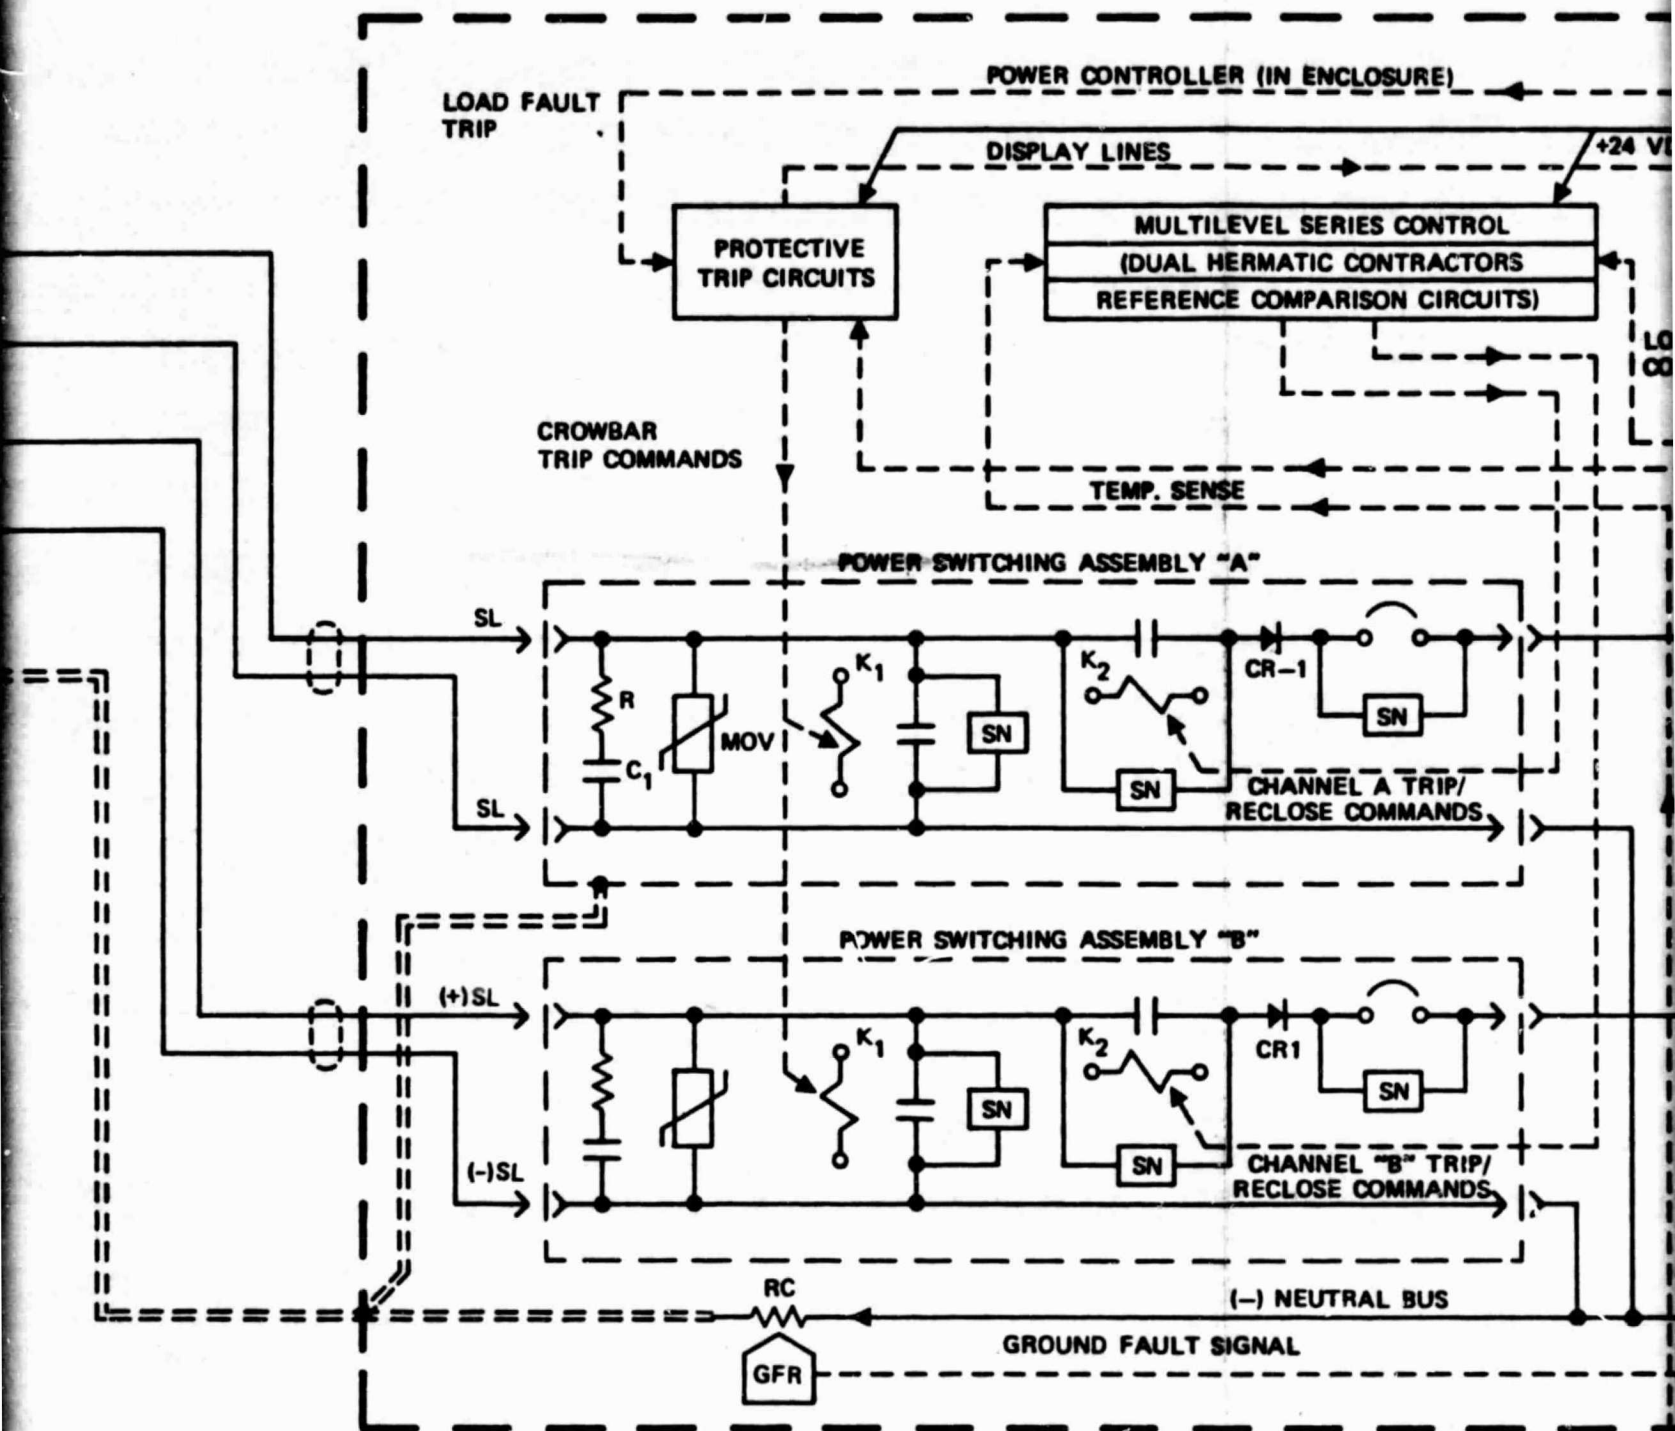 POWER CONTROLLER (IN ENCLOSURE)
LOAD FAULT
TRIP
DISPLAY LINES
+24
MULTILEVEL SERIES CONTROL
(DUAL HERMATIC CONTRACTORS
REFERENCE COMPARISON CIRCUITS)
PROTECTIVE
TRIP CIRCUITS
CROWBAR
TRIP COMMANDS
TEMP. SENSE
POWER SWITCHING ASSEMBLY "A"
SL
K1
K2
CR-1
R
SN
MOV
SN
C1
SN
CHANNEL A TRIP/
RECLOSE COMMANDS
SL
POWER SWITCHING ASSEMBLY "B"
(+)SL
K1
K2
CR1
SN
SN
SN
CHANNEL "B" TRIP/
RECLOSE COMMANDS
(-)SL
RC
(-) NEUTRAL BUS
GROUND FAULT SIGNAL
GFR